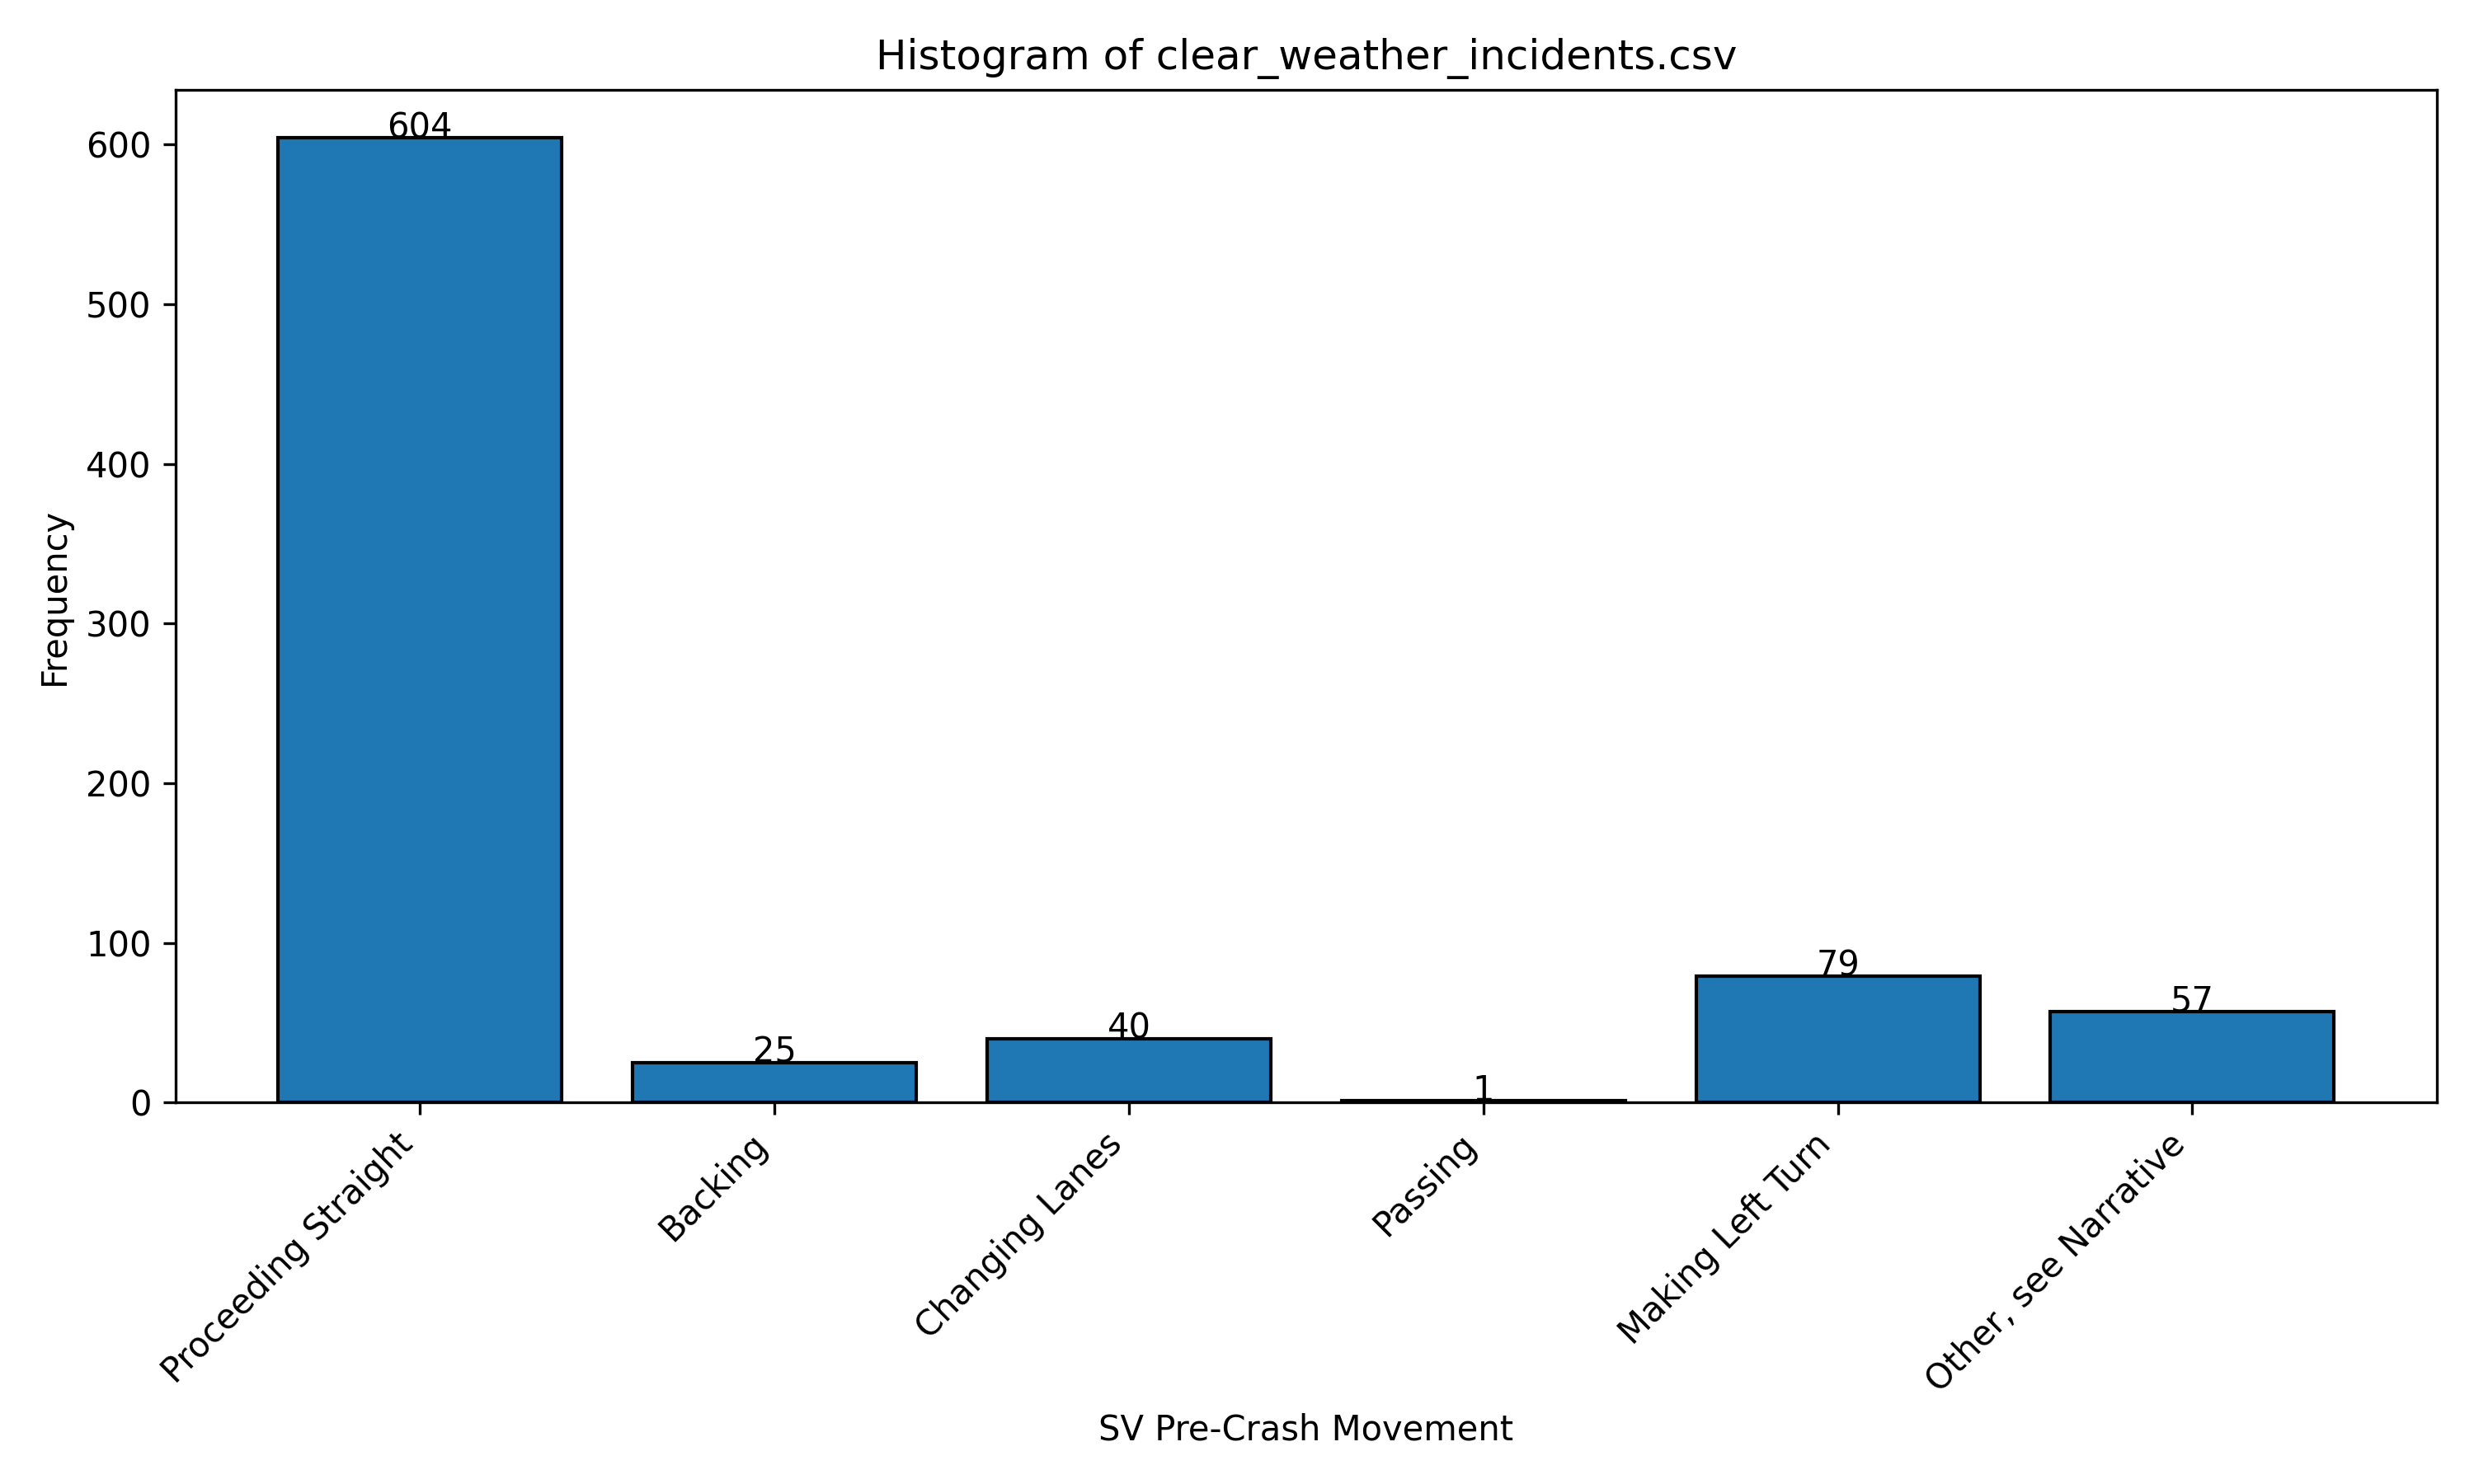 Histogram of clear_weather_incidents.csv
Frequency
600
500
400
300
200
100
0
604
25
40
1
79
57
Proceeding Straight
Backing
Changing Lanes
Passing
Making Left Turn
Other, see Narrative
SV Pre-Crash Movement